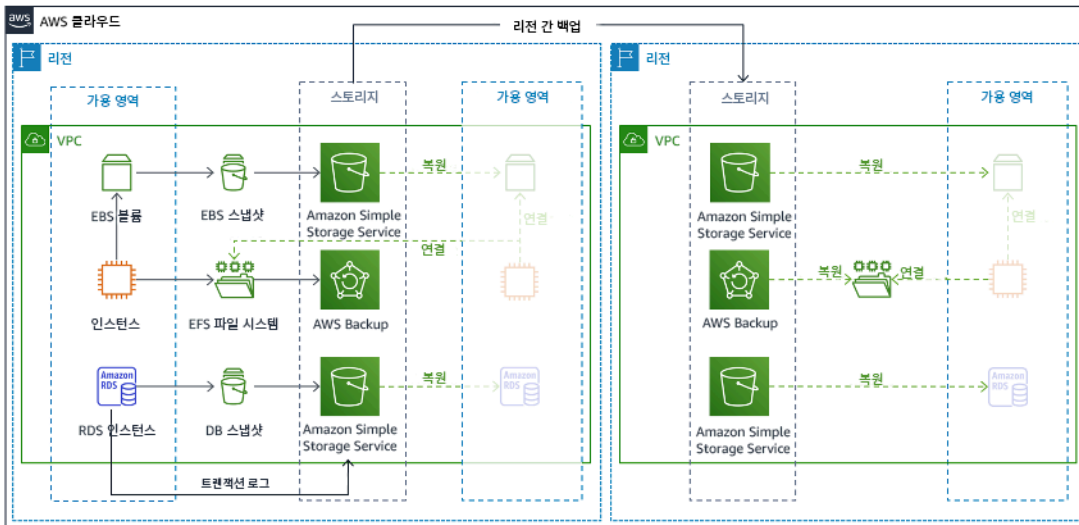 aws
AWS 클라우드
리전 간 백업
리전
리전
가용 영역
스토리지
가용 영역
스토리지
가용 영역
VPC
VPC
복원
복원
EBS 볼륨
EBS 스냅샷
Amazon Simple
Storage Service
연결
Amazon Simple
Storage Service
연결
연결
복원
연결
인스턴스
EFS 파일 시스템
AWS Backup
AWS Backup
Amazon
RDS
복원
Amazon
RDS
복원
Amazon
RDS
RDS 인스턴스
DB 스냅샷
Amazon Simple
Storage Service
Amazon Simple
Storage Service
트랜잭션 로그